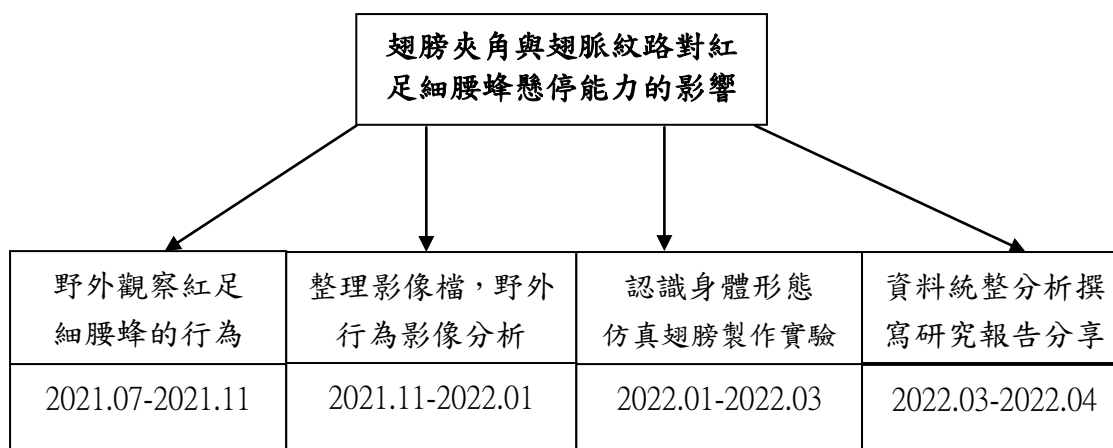 翅膀夾角與翅脈紋路對紅
足細腰蜂懸停能力的影響
野外觀察紅足
細腰蜂的行為
整理影像檔，野外
行為影像分析
認識身體形態
仿真翅膀製作實驗
資料統整分析撰
寫研究報告分享
2021.07-2021.11
2021.11-2022.01
2022.01-2022.03
2022.03-2022.04